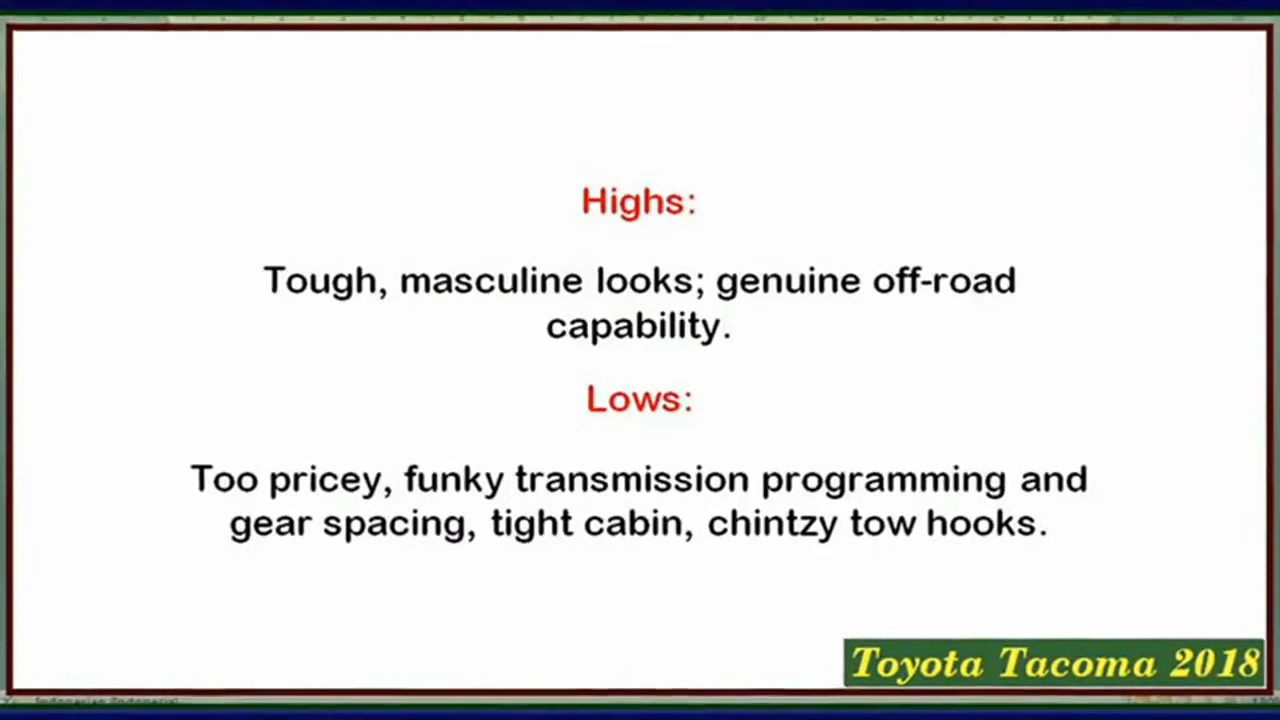 Highs:
Tough, masculine looks; genuine off-road
capability.
Lows:
Too pricey, funky transmission programming and
gear spacing, tight cabin, chintzy tow hooks.
Toyota Tacoma 2018